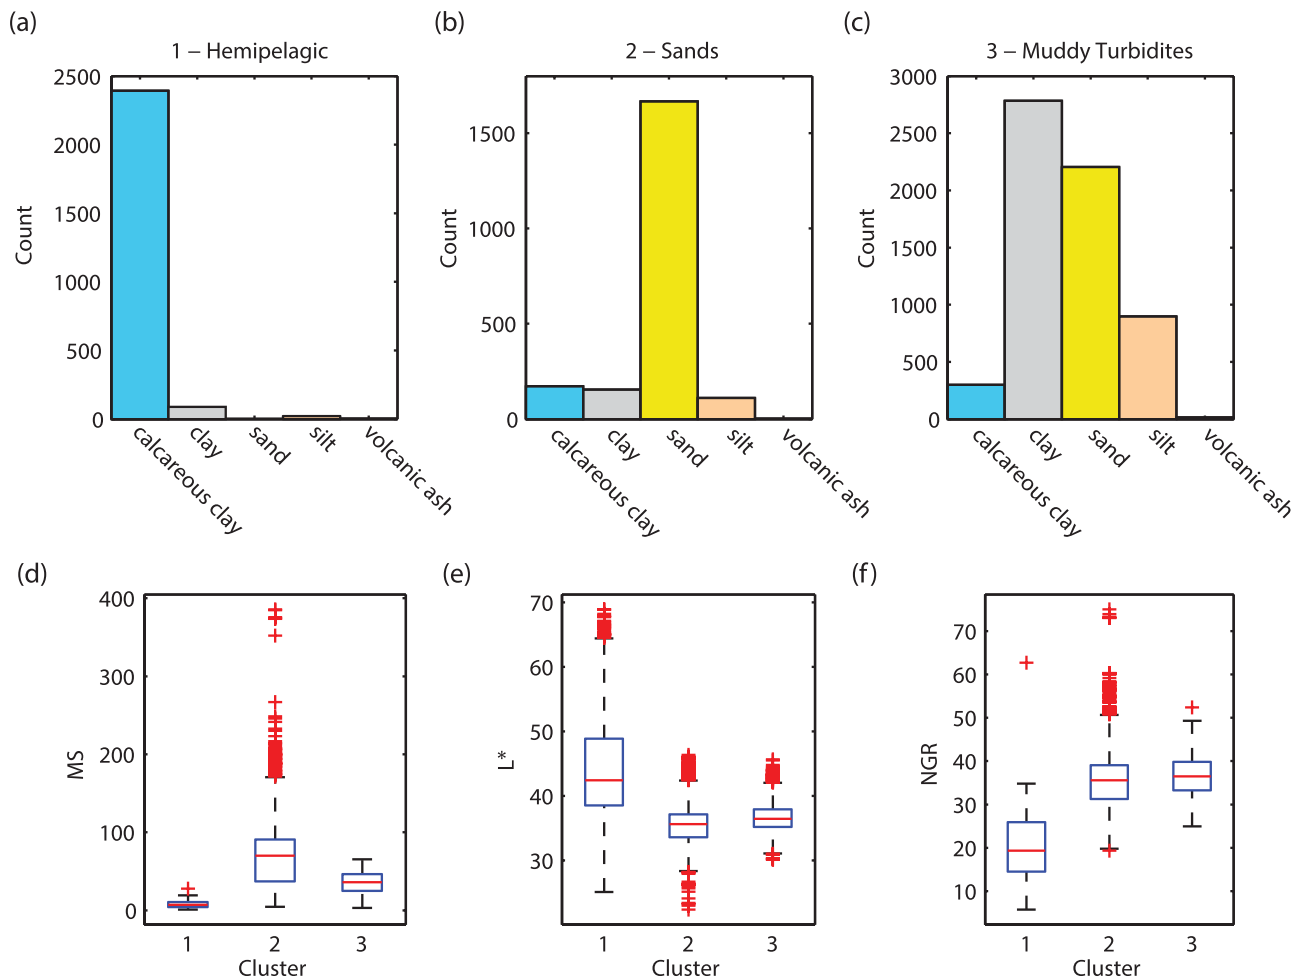 (a)
1 – Hemipelagic
2500
2000
1500
1000
500
0
Count
calcareous clay
clay
sand
silt
volcanic ash
(b)
2 – Sands
1500
1000
500
0
Count
calcareous clay
clay
sand
silt
volcanic ash
(c)
3 – Muddy Turbidites
3000
2500
2000
1500
1000
500
0
Count
calcareous clay
clay
sand
silt
volcanic ash
(d)
400
300
200
100
0
MS
1 2 3
Cluster
(e)
70
60
50
40
30
L*
1 2 3
Cluster
(f)
70
60
50
40
30
20
10
NGR
1 2 3
Cluster